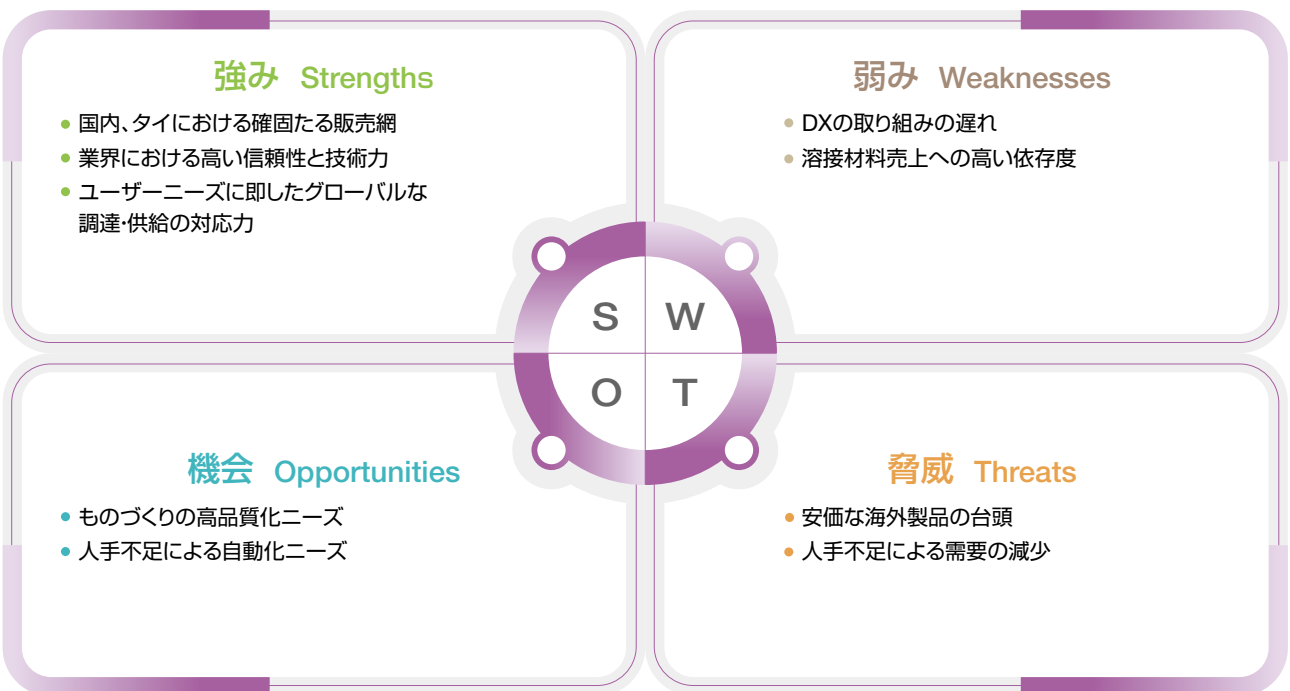 強み Strengths
• 国内、タイにおける確固たる販売網
• 業界における高い信頼性と技術力
• ユーザーニーズに即したグローバルな
調達・供給の対応力
弱み Weaknesses
• DXの取り組みの遅れ
• 溶接材料売上への高い依存度
S W
O T
機会 Opportunities
• ものづくりの高品質化ニーズ
• 人手不足による自動化ニーズ
脅威 Threats
• 安価な海外製品の台頭
• 人手不足による需要の減少